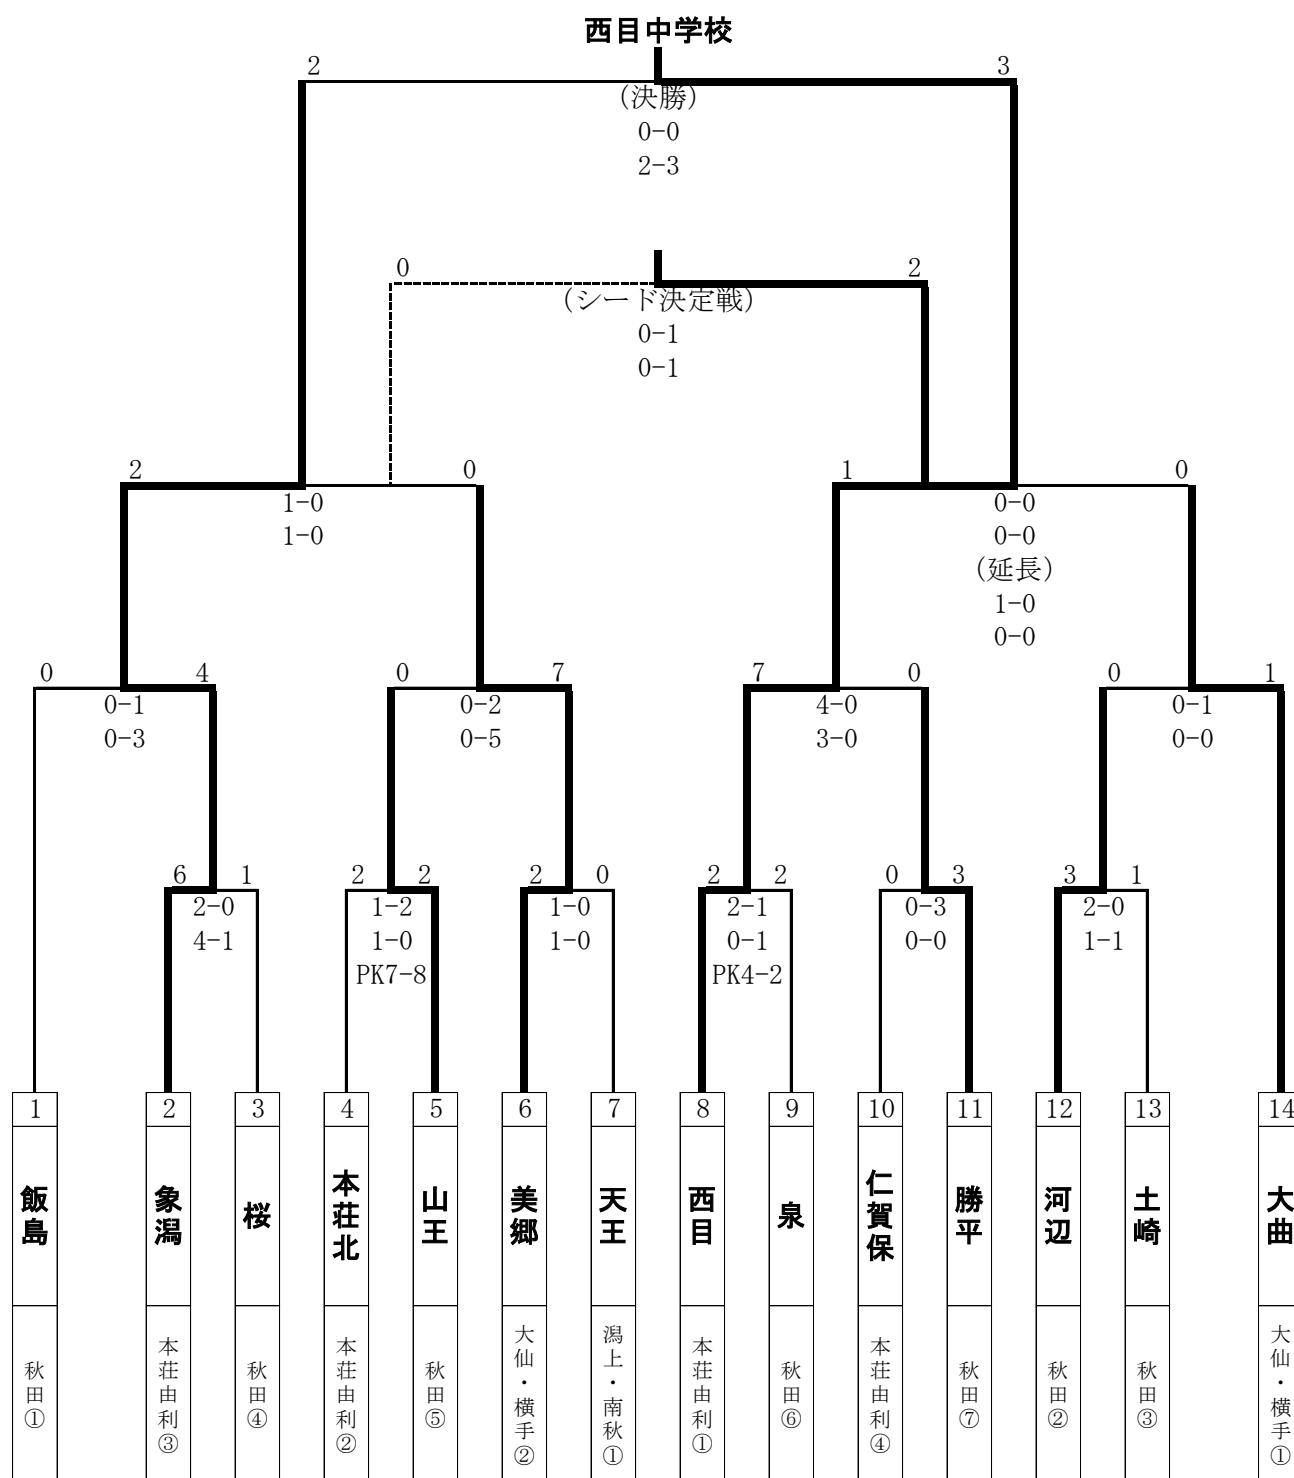 西目中学校
2 3
(決勝)
0-0
2-3
0 2
(シード決定戦)
0-1
0-1
2 0 1 0
1-0 0-0
1-0 0-0
(延長)
1-0
0-0
0 4 0 7 7 0 0 1
0-1 0-2 4-0 0-1
0-3 0-5 3-0 0-0
6 1 2 2 2 0 2 2 0 3 3 1
2-0 1-2 1-0 2-1 0-3 2-0
4-1 1-0 1-0 0-1 0-0 1-1
PK7-8 PK4-2
1 2 3 4 5 6 7 8 9 10 11 12 13 14
飯島 象潟 桜 本荘北 山王 美郷 天王 西目 泉 仁賀保 勝平 河辺 土崎 大曲
秋田① 本荘由利③ 秋田④ 本荘由利② 秋田⑤ 大仙・横手② 潟上・南秋① 本荘由利① 秋田⑥ 本荘由利④ 秋田⑦ 秋田② 秋田③ 大仙・横手①